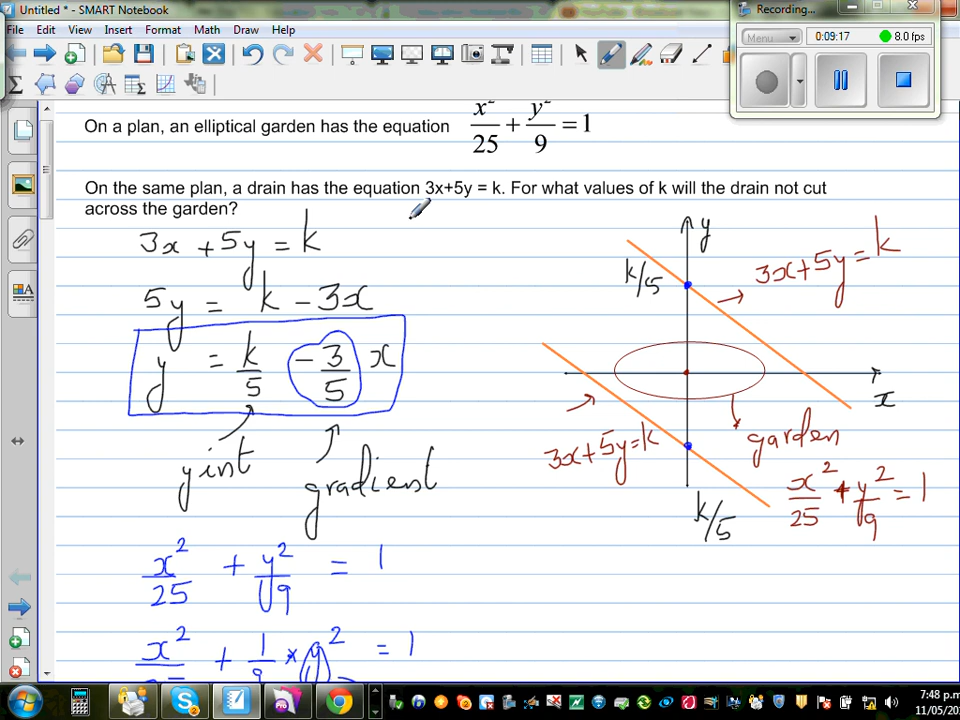 Untitled * - SMART Notebook
File Edit View Insert Format Math Draw Help
Recording...
Menu 0:09:17 8.0 fps
On a plan, an elliptical garden has the equation x²/25 + y²/9 = 1
On the same plan, a drain has the equation 3x+5y = k. For what values of k will the drain not cut
across the garden?
3x + 5y = k
5y = k - 3x
y = k/5 - 3/5 x
y int
gradient
x²/25 + y²/9 = 1
x² + 1/9 * y² = 1
y
k/5
3x+5y=k
x
garden
3x+5y=k
x²/25 + y²/9 = 1
k/5
7:48 p.m
11/05/20